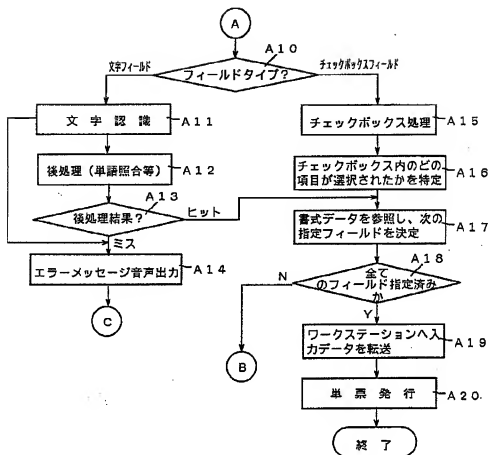 A
A10
フィールドタイプ?
文字フィールド
チェックボックスフィールド
文字認識
A11
後処理(単語照合等)
A12
A13
後処理結果?
ヒット
ミス
エラーメッセージ音声出力
A14
C
チェックボックス処理
A15
チェックボックス内のどの
項目が選択されたかを特定
A16
書式データを参照し、次の
指定フィールドを決定
A17
A18
全て
のフィールド指定済み
か
N
Y
B
ワークステーションへ入
力データを転送
A19
単票発行
A20
終了